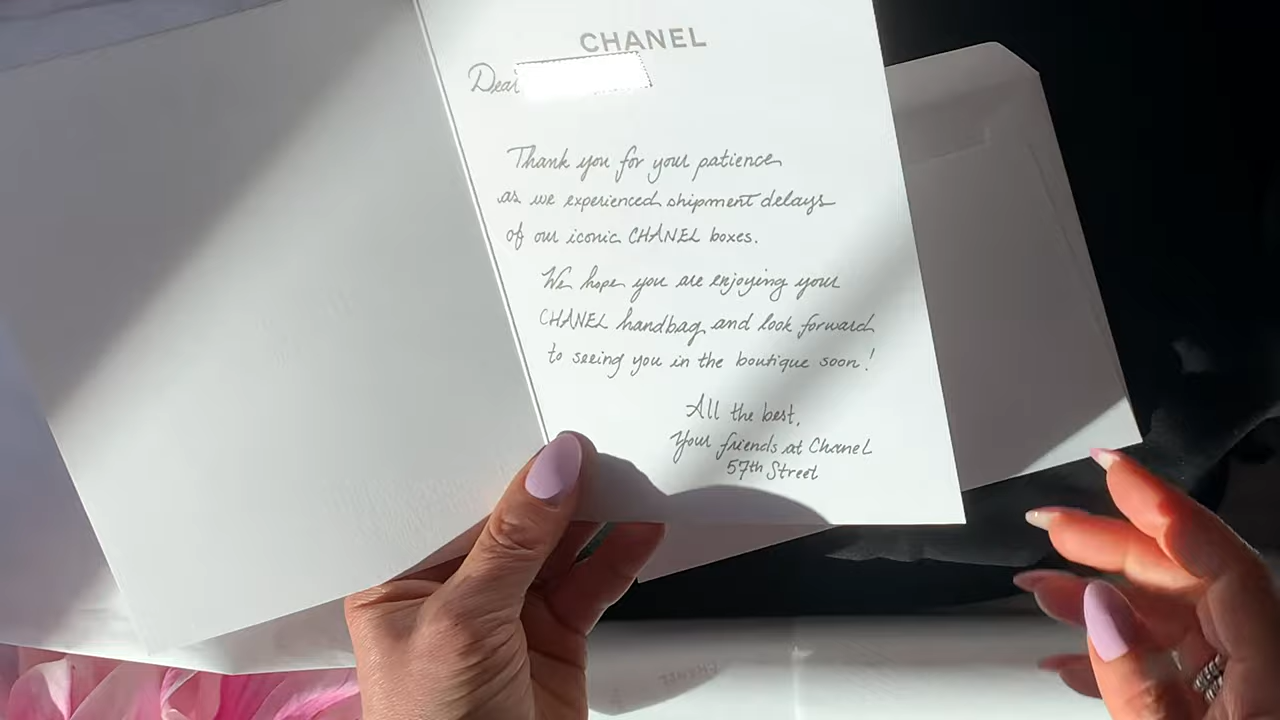 CHANEL
Dear
Thank you for your patience
as we experienced shipment delays
of our iconic CHANEL boxes.
We hope you are enjoying your
CHANEL handbag and look forward
to seeing you in the boutique soon!
All the best,
Your friends at Chanel
57th Street
CHANEL